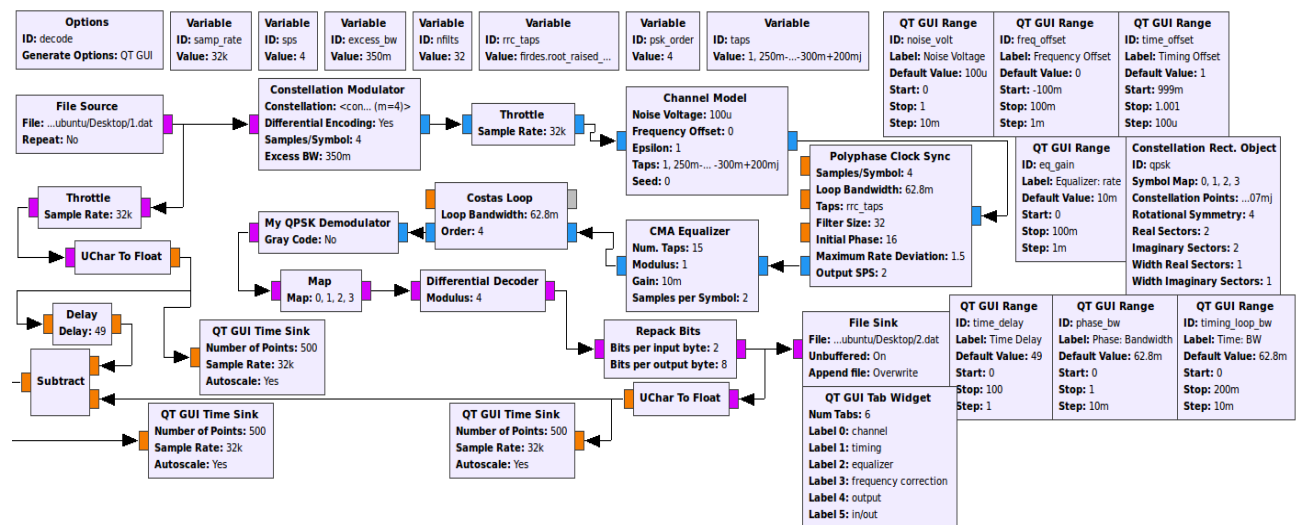 Options
ID: decode
Generate Options: QT GUI
Variable
ID: samp_rate
Value: 32k
Variable
ID: sps
Value: 4
Variable
ID: excess_bw
Value: 350m
Variable
ID: nfilts
Value: 32
Variable
ID: rrc_taps
Value: firdes.root_raised_...
Variable
ID: psk_order
Value: 4
Variable
ID: taps
Value: 1, 250m-...-300m+200mj
QT GUI Range
ID: noise_volt
Label: Noise Voltage
Default Value: 100u
Start: 0
Stop: 1
Step: 10m
QT GUI Range
ID: freq_offset
Label: Frequency Offset
Default Value: 0
Start: -100m
Stop: 100m
Step: 1m
QT GUI Range
ID: time_offset
Label: Timing Offset
Default Value: 1
Start: 999m
Stop: 1.001
Step: 100u
File Source
File: ...ubuntu/Desktop/1.dat
Repeat: No
Constellation Modulator
Constellation: <con... (m=4)>
Differential Encoding: Yes
Samples/Symbol: 4
Excess BW: 350m
Throttle
Sample Rate: 32k
Channel Model
Noise Voltage: 100u
Frequency Offset: 0
Epsilon: 1
Taps: 1, 250m-... -300m+200mj
Seed: 0
Polyphase Clock Sync
Samples/Symbol: 4
Loop Bandwidth: 62.8m
Taps: rrc_taps
Filter Size: 32
Initial Phase: 16
Maximum Rate Deviation: 1.5
Output SPS: 2
QT GUI Range
ID: eq_gain
Label: Equalizer: rate
Default Value: 10m
Start: 0
Stop: 100m
Step: 1m
Constellation Rect. Object
ID: qpsk
Symbol Map: 0, 1, 2, 3
Constellation Points: ...07mj
Rotational Symmetry: 4
Real Sectors: 2
Imaginary Sectors: 2
Width Real Sectors: 1
Width Imaginary Sectors: 1
Throttle
Sample Rate: 32k
Costas Loop
Loop Bandwidth: 62.8m
Order: 4
My QPSK Demodulator
Gray Code: No
CMA Equalizer
Num. Taps: 15
Modulus: 1
Gain: 10m
Samples per Symbol: 2
UChar To Float
Map
Map: 0, 1, 2, 3
Differential Decoder
Modulus: 4
Delay
Delay: 49
QT GUI Time Sink
Number of Points: 500
Sample Rate: 32k
Autoscale: Yes
Repack Bits
Bits per input byte: 2
Bits per output byte: 8
File Sink
File: ...ubuntu/Desktop/2.dat
Unbuffered: On
Append file: Overwrite
QT GUI Range
ID: time_delay
Label: Time Delay
Default Value: 49
Start: 0
Stop: 100
Step: 1
QT GUI Range
ID: phase_bw
Label: Phase: Bandwidth
Default Value: 62.8m
Start: 0
Stop: 1
Step: 10m
QT GUI Range
ID: timing_loop_bw
Label: Time: BW
Default Value: 62.8m
Start: 0
Stop: 200m
Step: 10m
Subtract
UChar To Float
QT GUI Time Sink
Number of Points: 500
Sample Rate: 32k
Autoscale: Yes
QT GUI Time Sink
Number of Points: 500
Sample Rate: 32k
Autoscale: Yes
QT GUI Tab Widget
Num Tabs: 6
Label 0: channel
Label 1: timing
Label 2: equalizer
Label 3: frequency correction
Label 4: output
Label 5: in/out